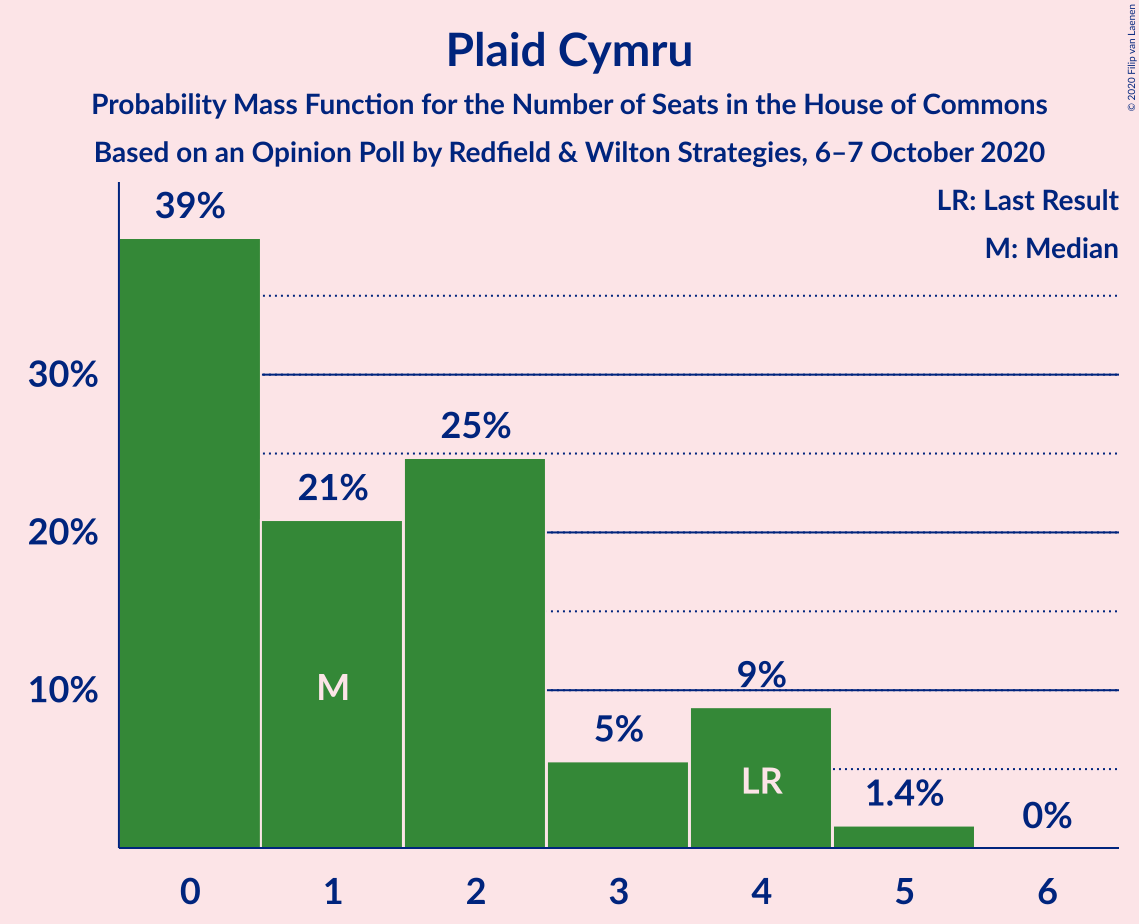 Plaid Cymru
Probability Mass Function for the Number of Seats in the House of Commons
Based on an Opinion Poll by Redfield & Wilton Strategies, 6–7 October 2020
© 2020 Filip van Laenen
LR: Last Result
M: Median
39%
30%
25%
21%
20%
M
10%
9%
5%
LR
1.4%
0%
0 1 2 3 4 5 6